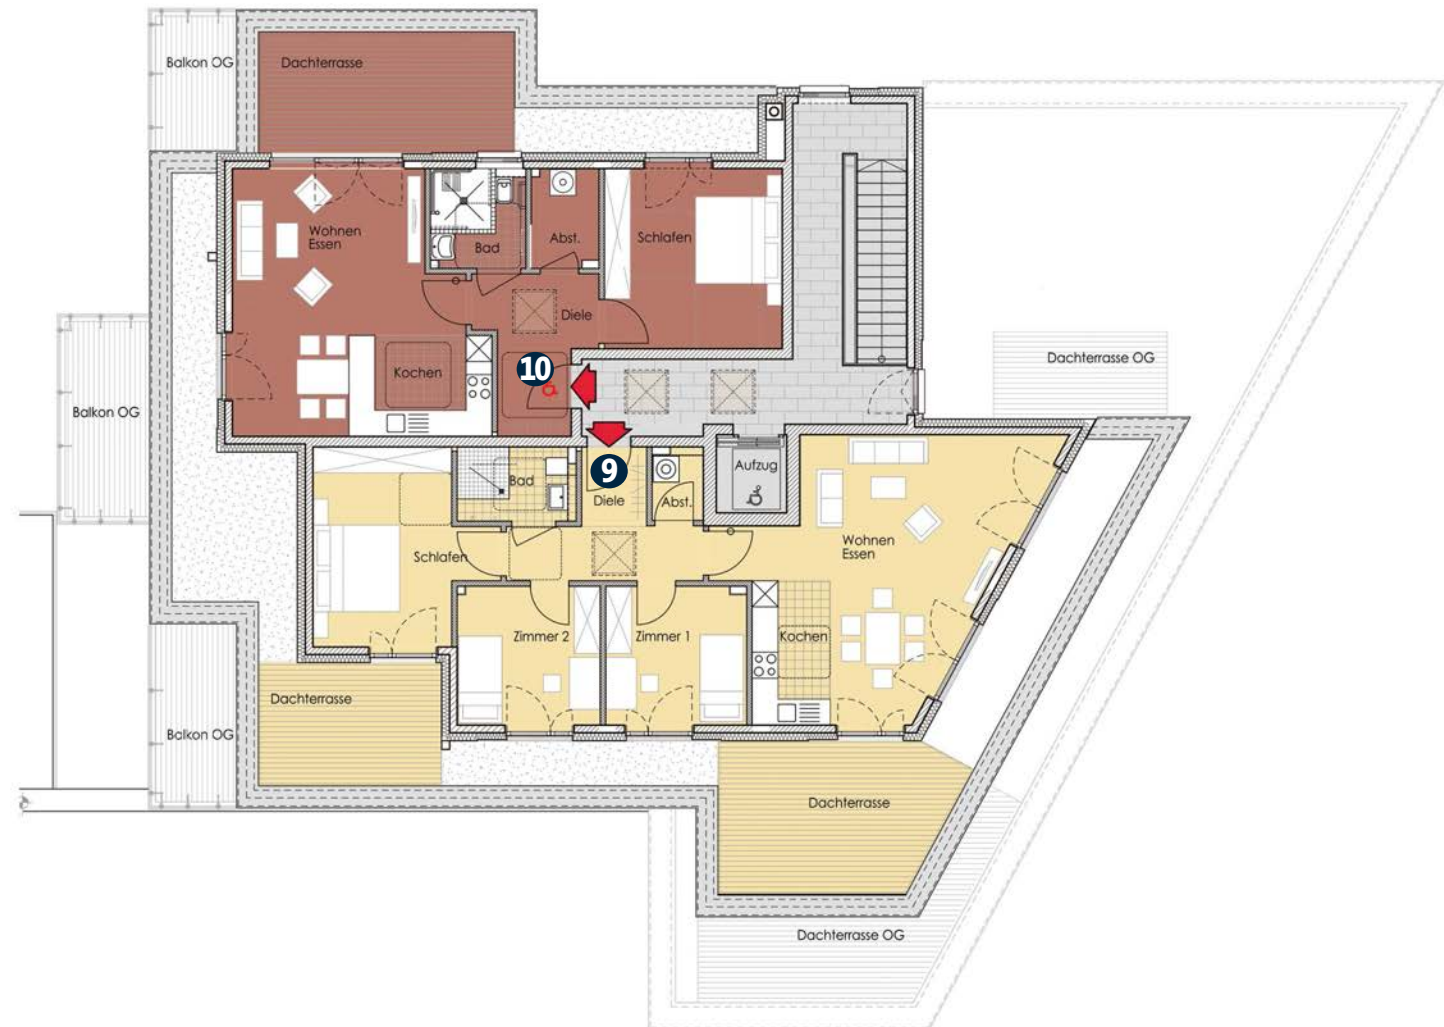 Balkon OG
Dachterrasse
Wohnen
Essen
Bad
Abst.
Schlafen
Diele
Kochen
10
Balkon OG
Dachterrasse OG
9
Bad
Diele
Abst.
Aufzug
Schlafen
Wohnen
Essen
Zimmer 2
Zimmer 1
Kochen
Dachterrasse
Balkon OG
Dachterrasse
Dachterrasse OG